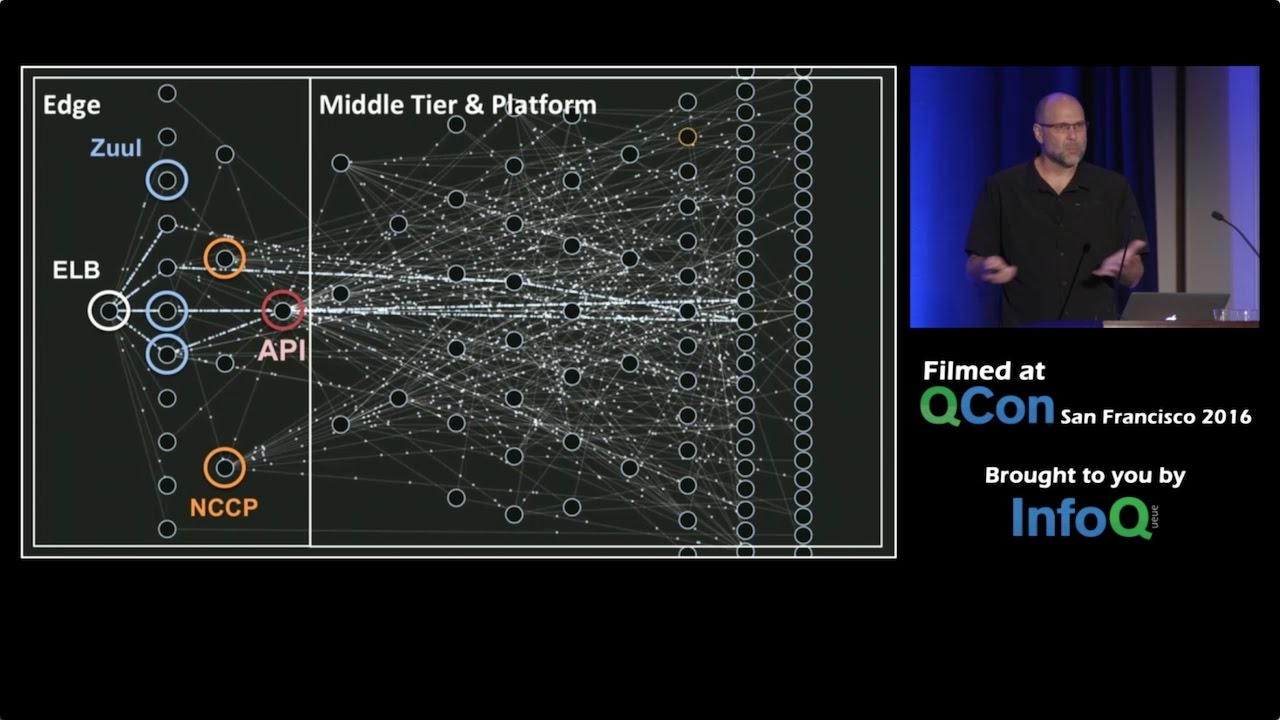 Edge
Middle Tier & Platform
Zuul
ELB
API
NCCP
Filmed at
QCon San Francisco 2016
Brought to you by
InfoQ
ueue